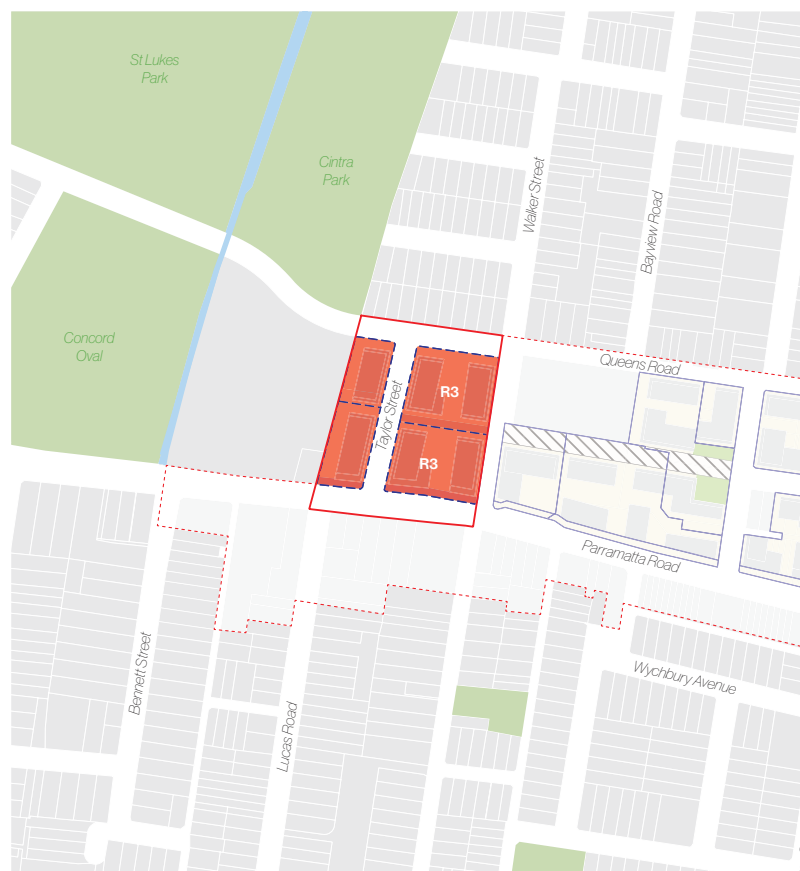 St Lukes
Park
Cintra
Park
Walker Street
Bayview Road
Concord
Oval
Queens Road
R3
Taylor Street
R3
Parramatta Road
Bennett Street
Wychbury Avenue
Lucas Road